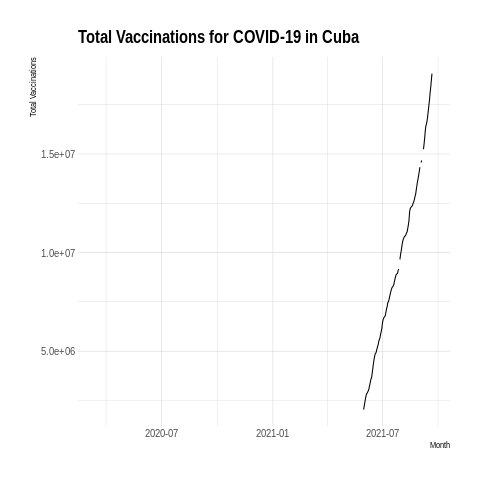 Total Vaccinations for COVID-19 in Cuba
Total Vaccinations
1.5e+07
1.0e+07
5.0e+06
2020-07
2021-01
2021-07
Month